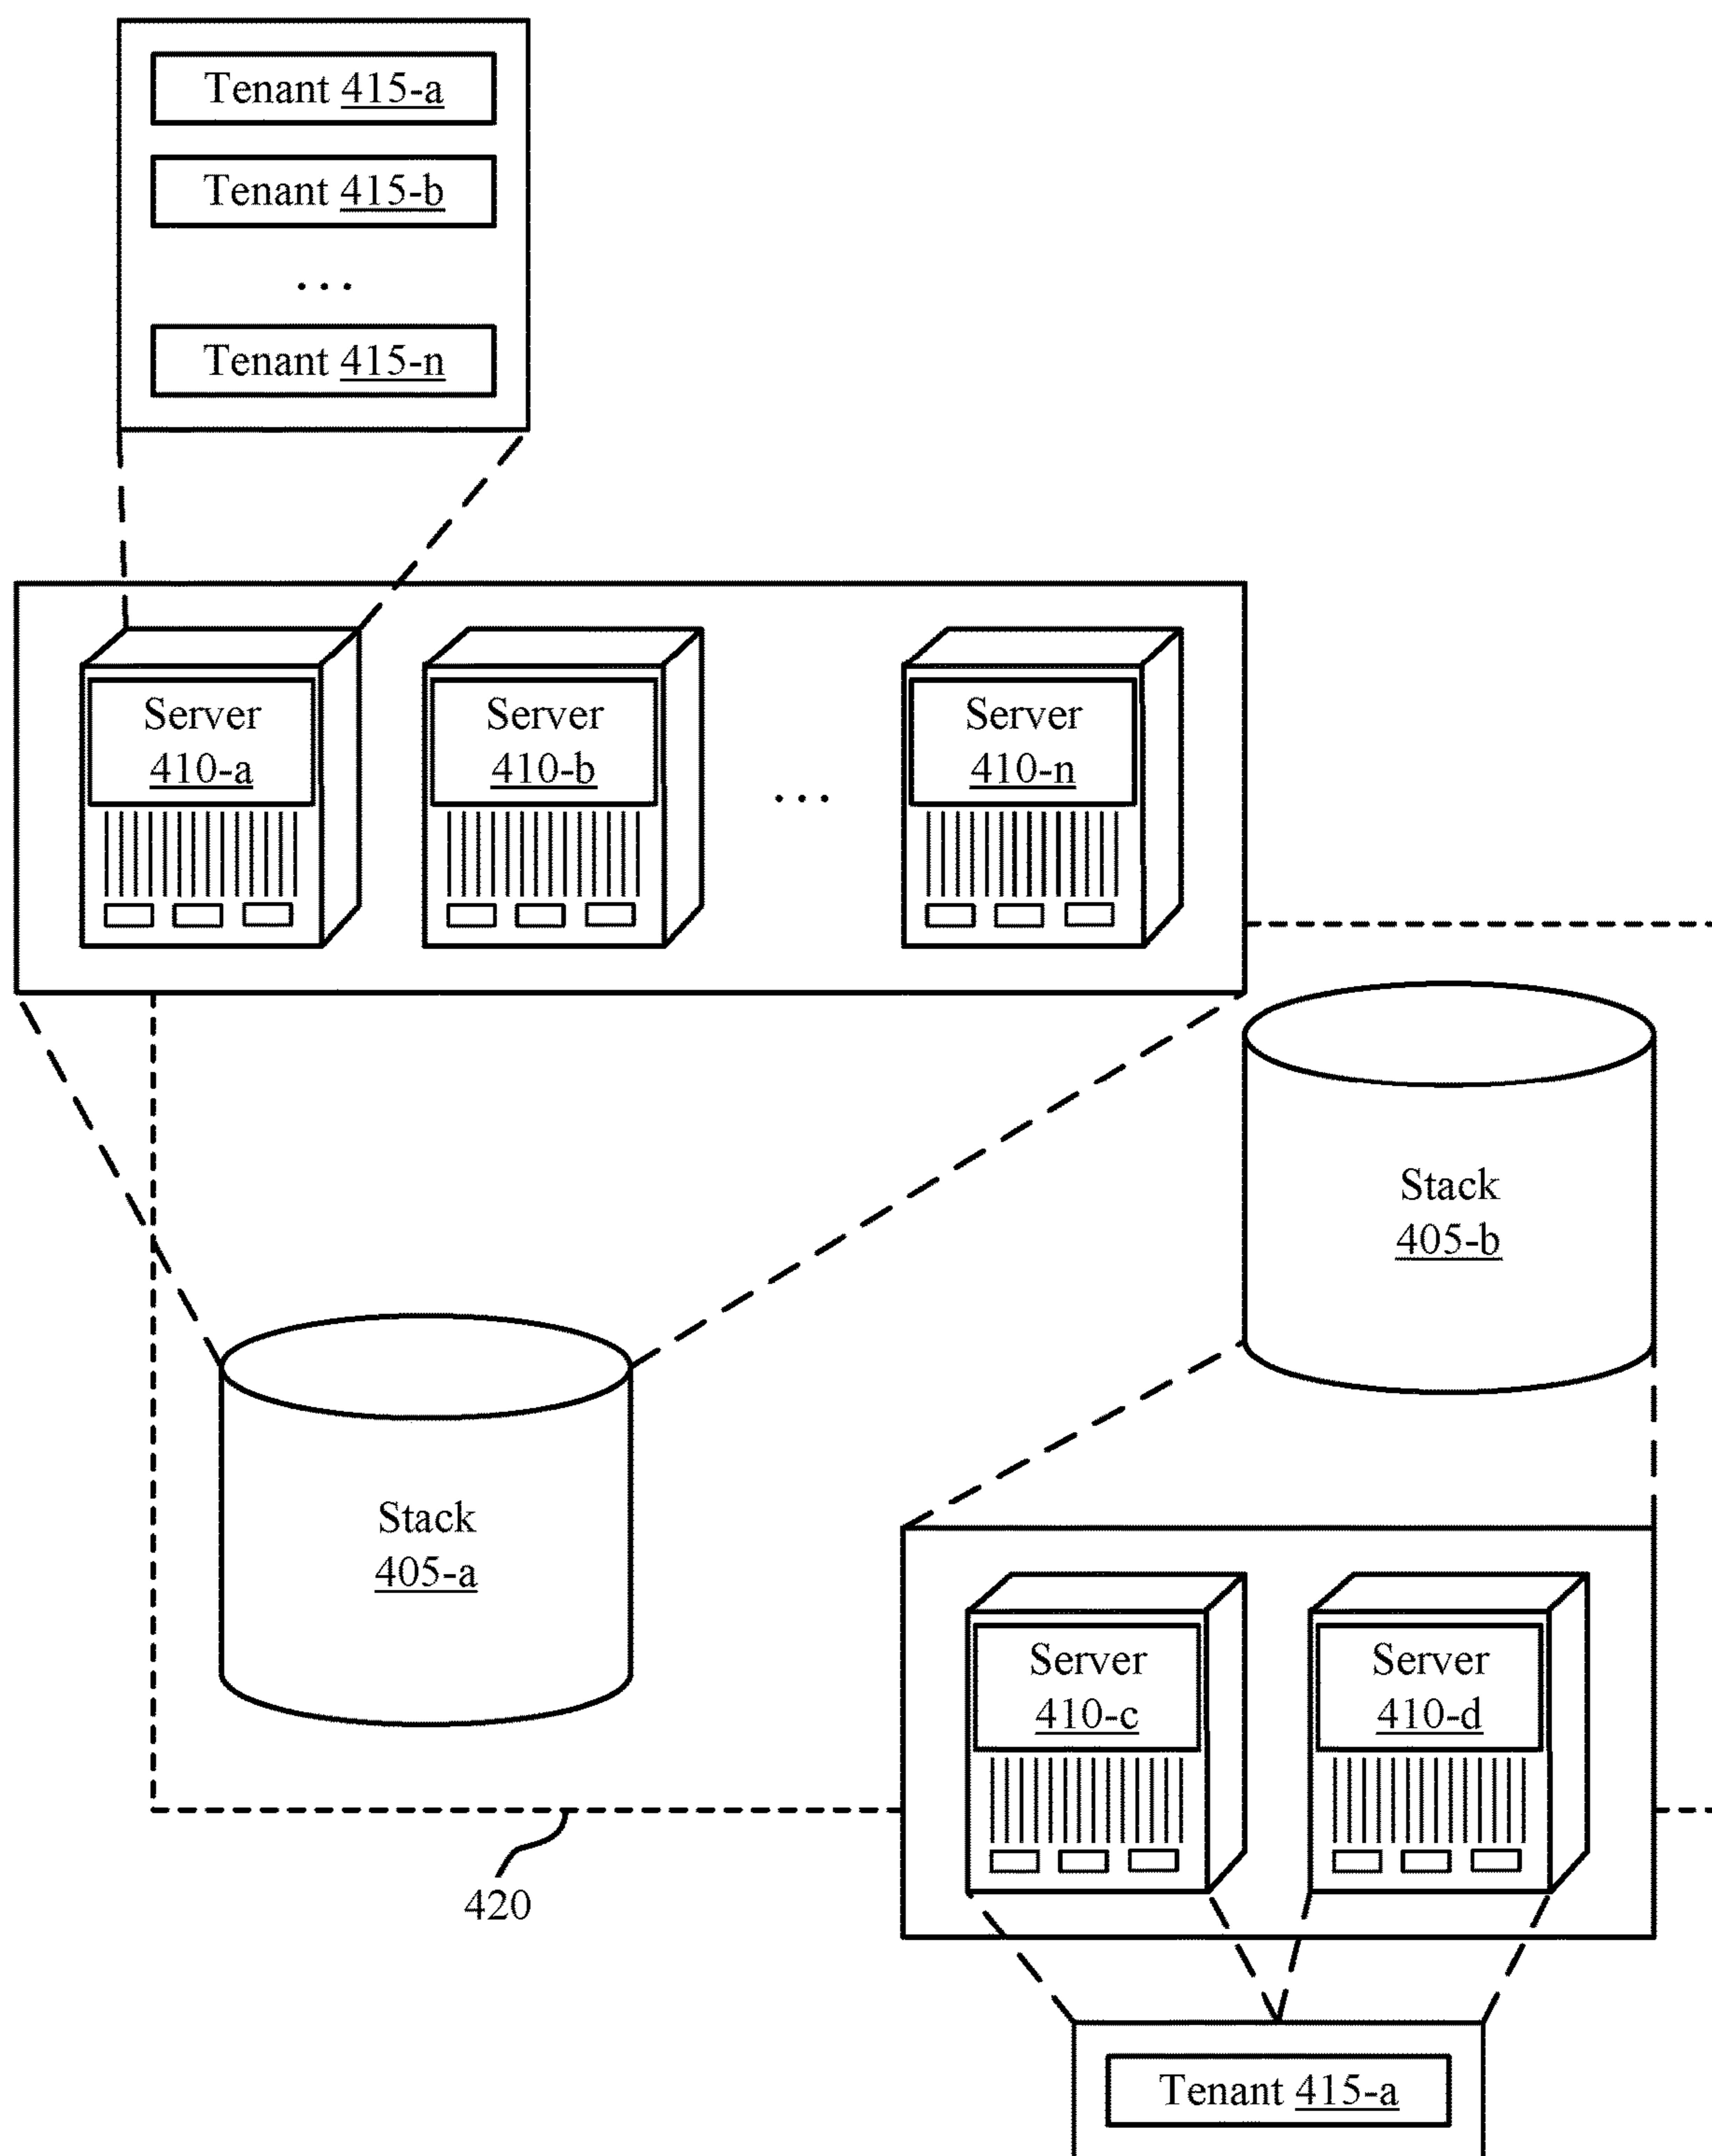 Tenant 415-a
Tenant 415-b
...
Tenant 415-n
Server
410-a
Server
410-b
...
Server
410-n
Stack
405-b
Stack
405-a
Server
410-c
Server
410-d
420
Tenant 415-a